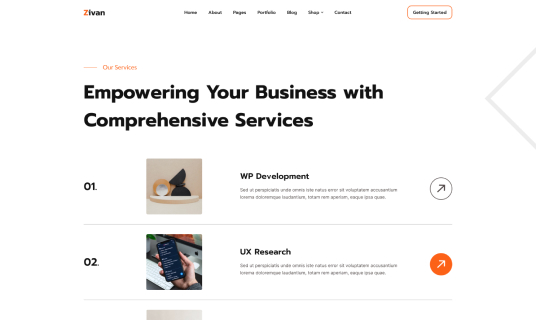 Zivan
Home About Pages Portfolio Blog Shop Contact
Getting Started
Our Services
Empowering Your Business with
Comprehensive Services
01.
WP Development
Sed ut perspiciatis unde omnis iste natus error sit voluptatem accusantium
lorema doloremque laudantium, totam rem aperiam, eaque ipsa quae.
02.
UX Research
Sed ut perspiciatis unde omnis iste natus error sit voluptatem accusantium
lorema doloremque laudantium, totam rem aperiam, eaque ipsa quae.